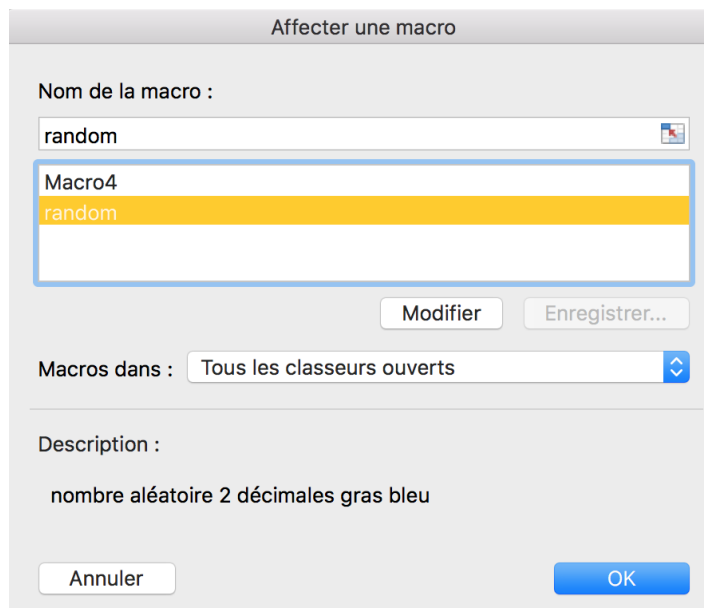 Affecter une macro
Nom de la macro :
random
Macro4
random
Modifier
Enregistrer...
Macros dans :
Tous les classeurs ouverts
Description :
nombre aléatoire 2 décimales gras bleu
Annuler
OK